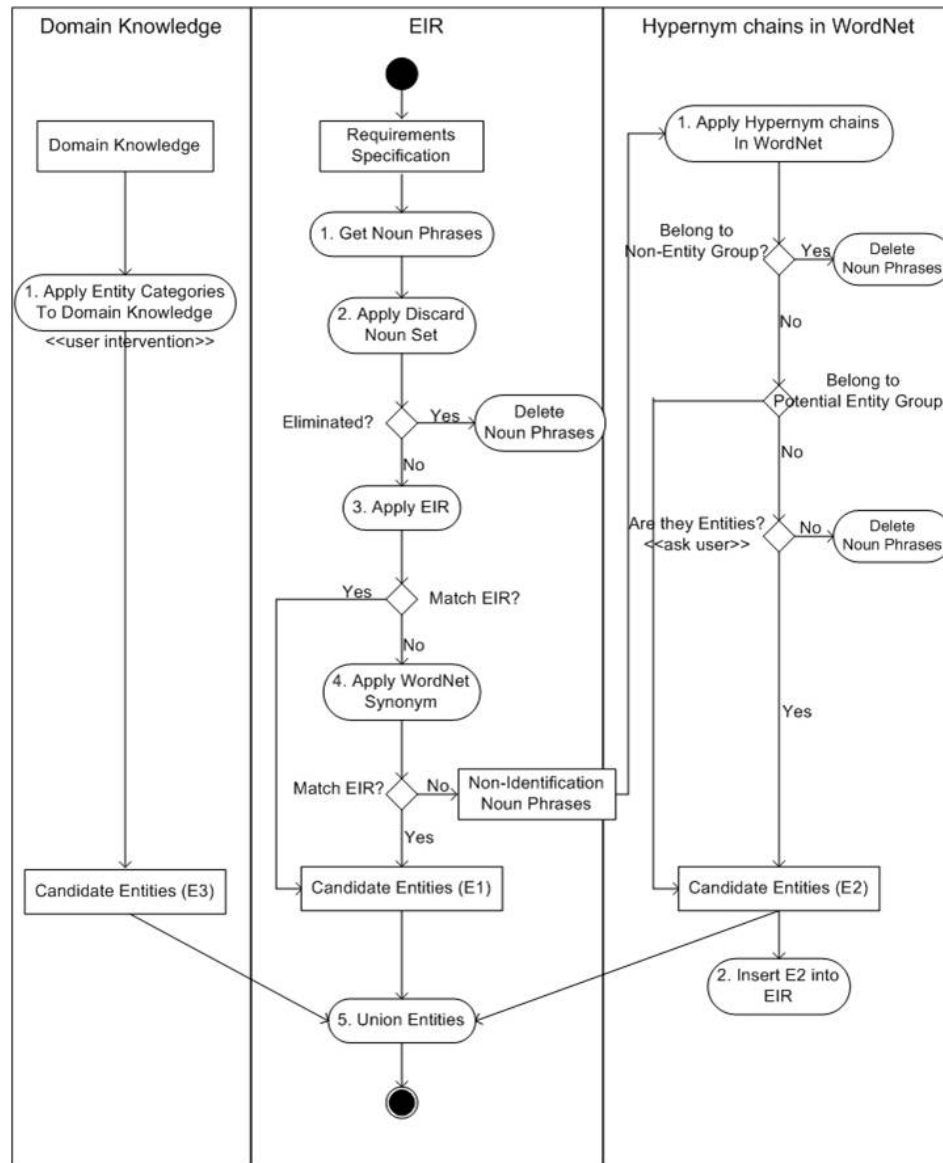 Domain Knowledge
EIR
Hypernym chains in WordNet
Domain Knowledge
1. Apply Entity Categories
To Domain Knowledge
<<user intervention>>
Candidate Entities (E3)
Requirements
Specification
1. Get Noun Phrases
2. Apply Discard
Noun Set
Eliminated?
Yes
Delete
Noun Phrases
No
3. Apply EIR
Yes
Match EIR?
No
4. Apply WordNet
Synonym
Match EIR?
No
Non-Identification
Noun Phrases
Yes
Candidate Entities (E1)
5. Union Entities
1. Apply Hypernym chains
In WordNet
Belong to
Non-Entity Group?
Yes
Delete
Noun Phrases
No
Belong to
Potential Entity Group
No
Are they Entities?
<<ask user>>
No
Delete
Noun Phrases
Yes
Candidate Entities (E2)
2. Insert E2 into
EIR